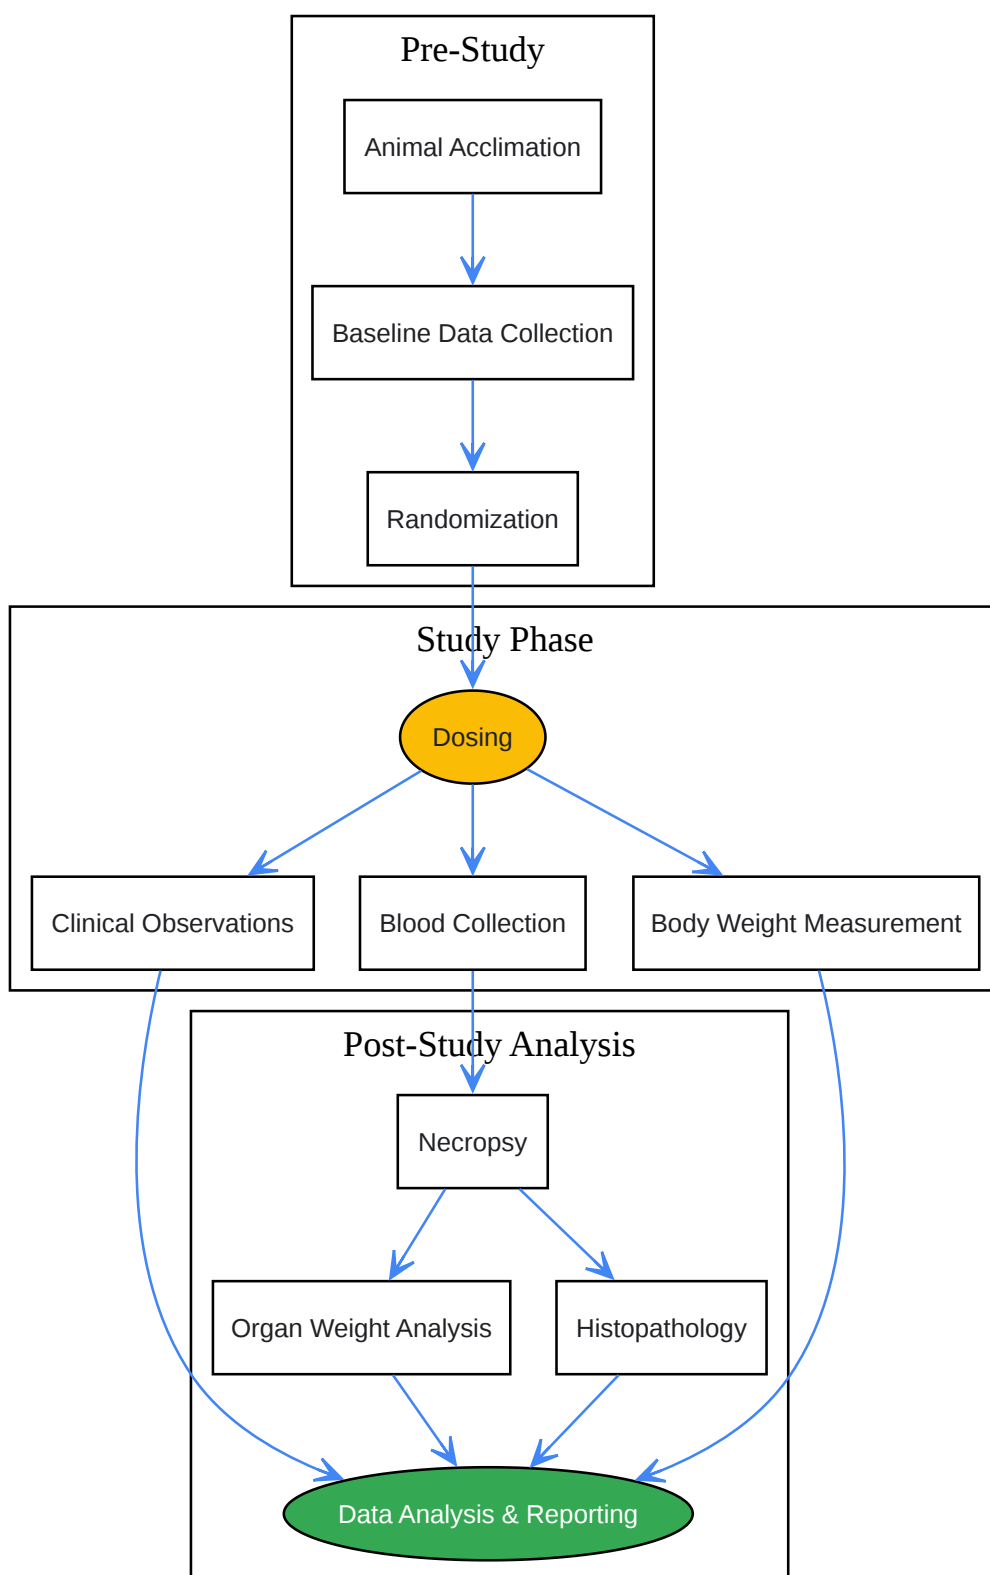 Pre-Study
Animal Acclimation
Baseline Data Collection
Randomization
Study Phase
Dosing
Clinical Observations
Blood Collection
Body Weight Measurement
Post-Study Analysis
Necropsy
Organ Weight Analysis
Histopathology
Data Analysis & Reporting